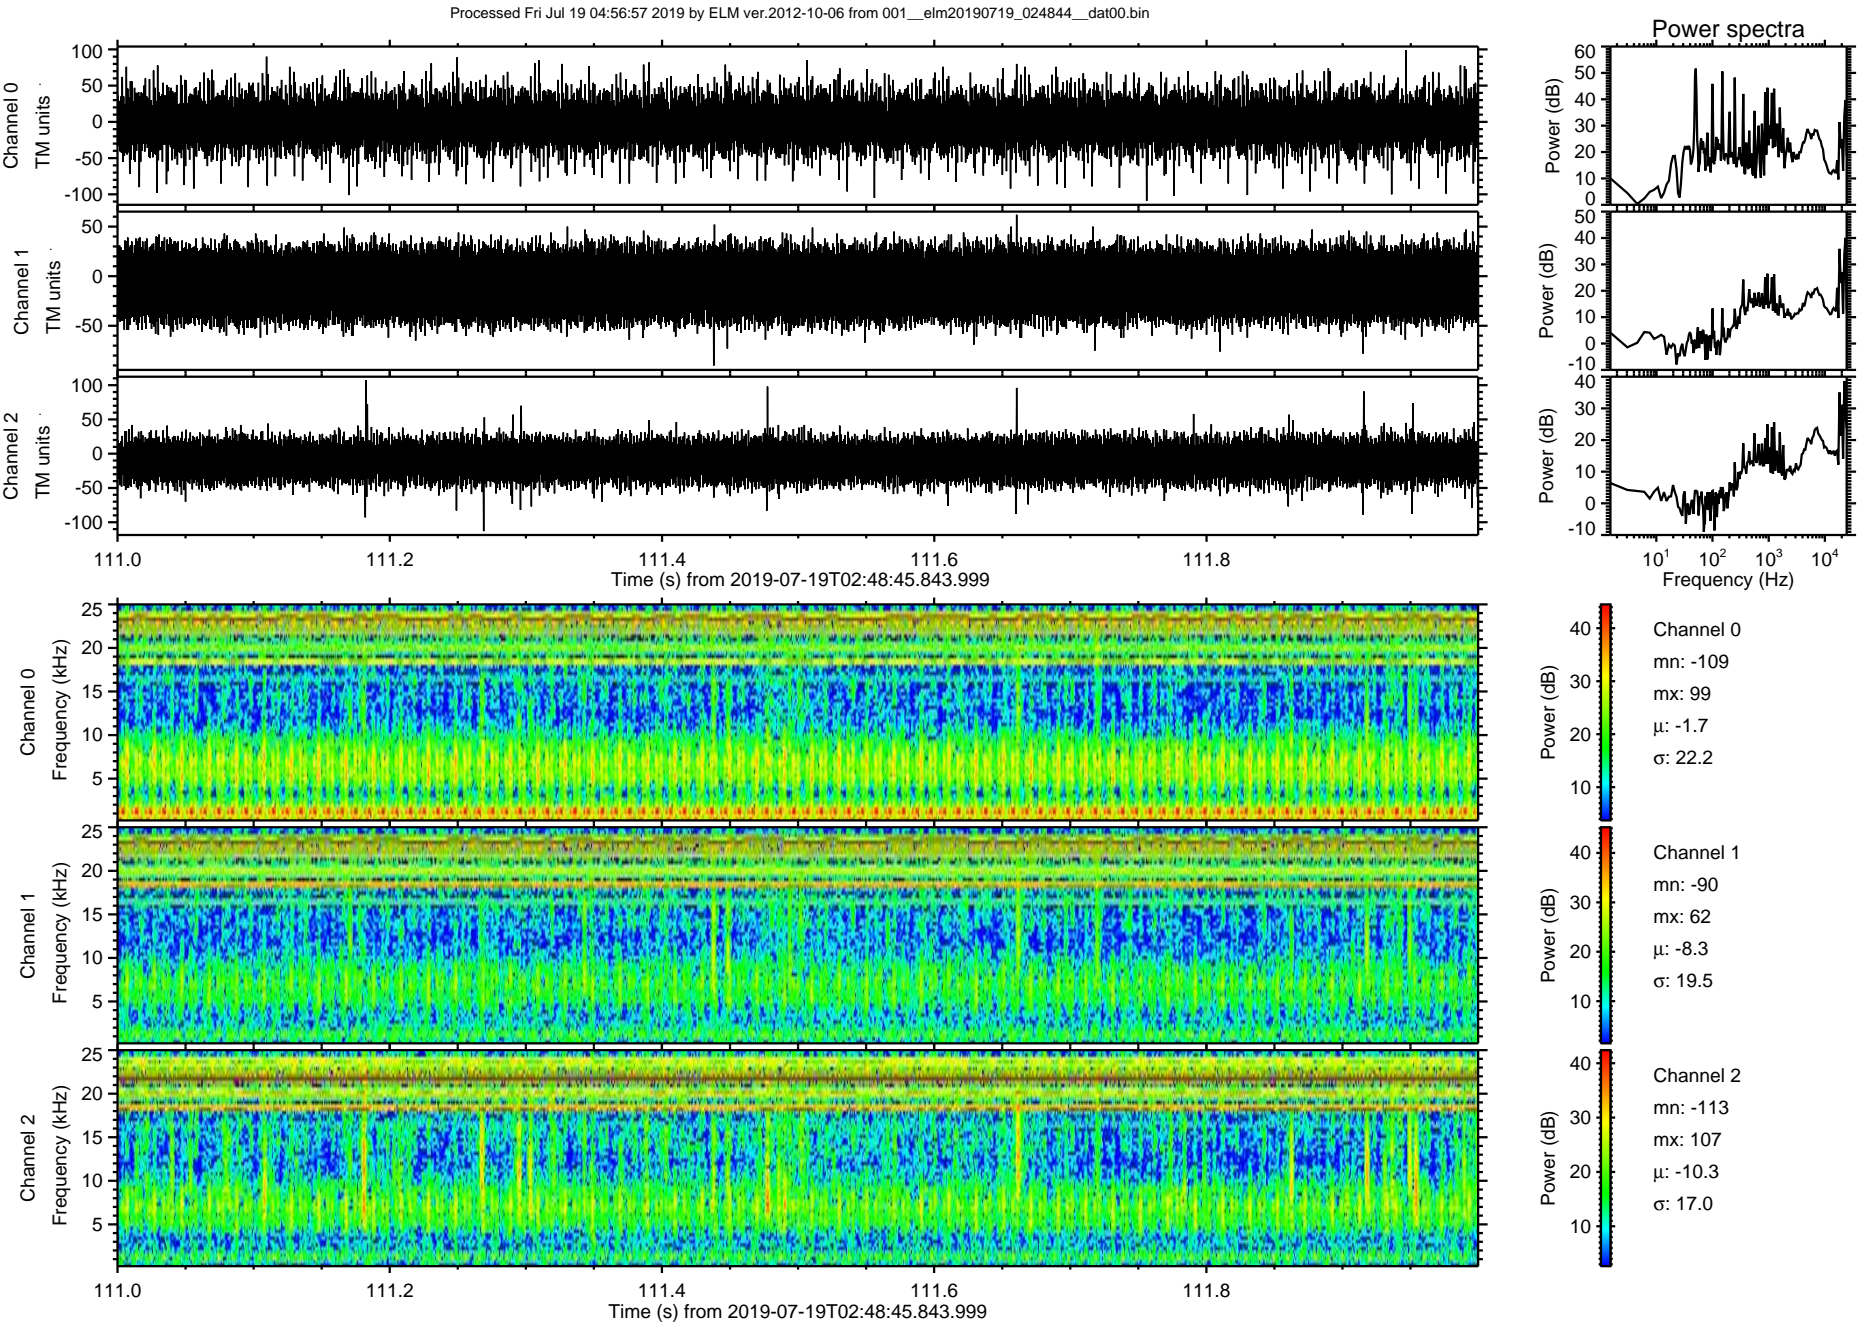 Processed Fri Jul 19 04:56:57 2019 by ELM ver.2012-10-06 from 001__elm20190719_024844__dat00.bin
Power spectra
Channel 0
TM units
100
50
0
-50
-100
Power (dB)
60
50
40
30
20
10
0
Channel 1
TM units
50
0
-50
Power (dB)
50
40
30
20
10
0
-10
Channel 2
TM units
100
50
0
-50
-100
Power (dB)
40
30
20
10
0
-10
111.0 111.2 111.4 111.6 111.8
Time (s) from 2019-07-19T02:48:45.843.999
10¹ 10² 10³ 10⁴
Frequency (Hz)
Channel 0
Frequency (kHz)
25
20
15
10
5
Power (dB)
40
30
20
10
Channel 0
mn: -109
mx: 99
μ: -1.7
σ: 22.2
Channel 1
Frequency (kHz)
25
20
15
10
5
Power (dB)
40
30
20
10
Channel 1
mn: -90
mx: 62
μ: -8.3
σ: 19.5
Channel 2
Frequency (kHz)
25
20
15
10
5
Power (dB)
40
30
20
10
Channel 2
mn: -113
mx: 107
μ: -10.3
σ: 17.0
111.0 111.2 111.4 111.6 111.8
Time (s) from 2019-07-19T02:48:45.843.999